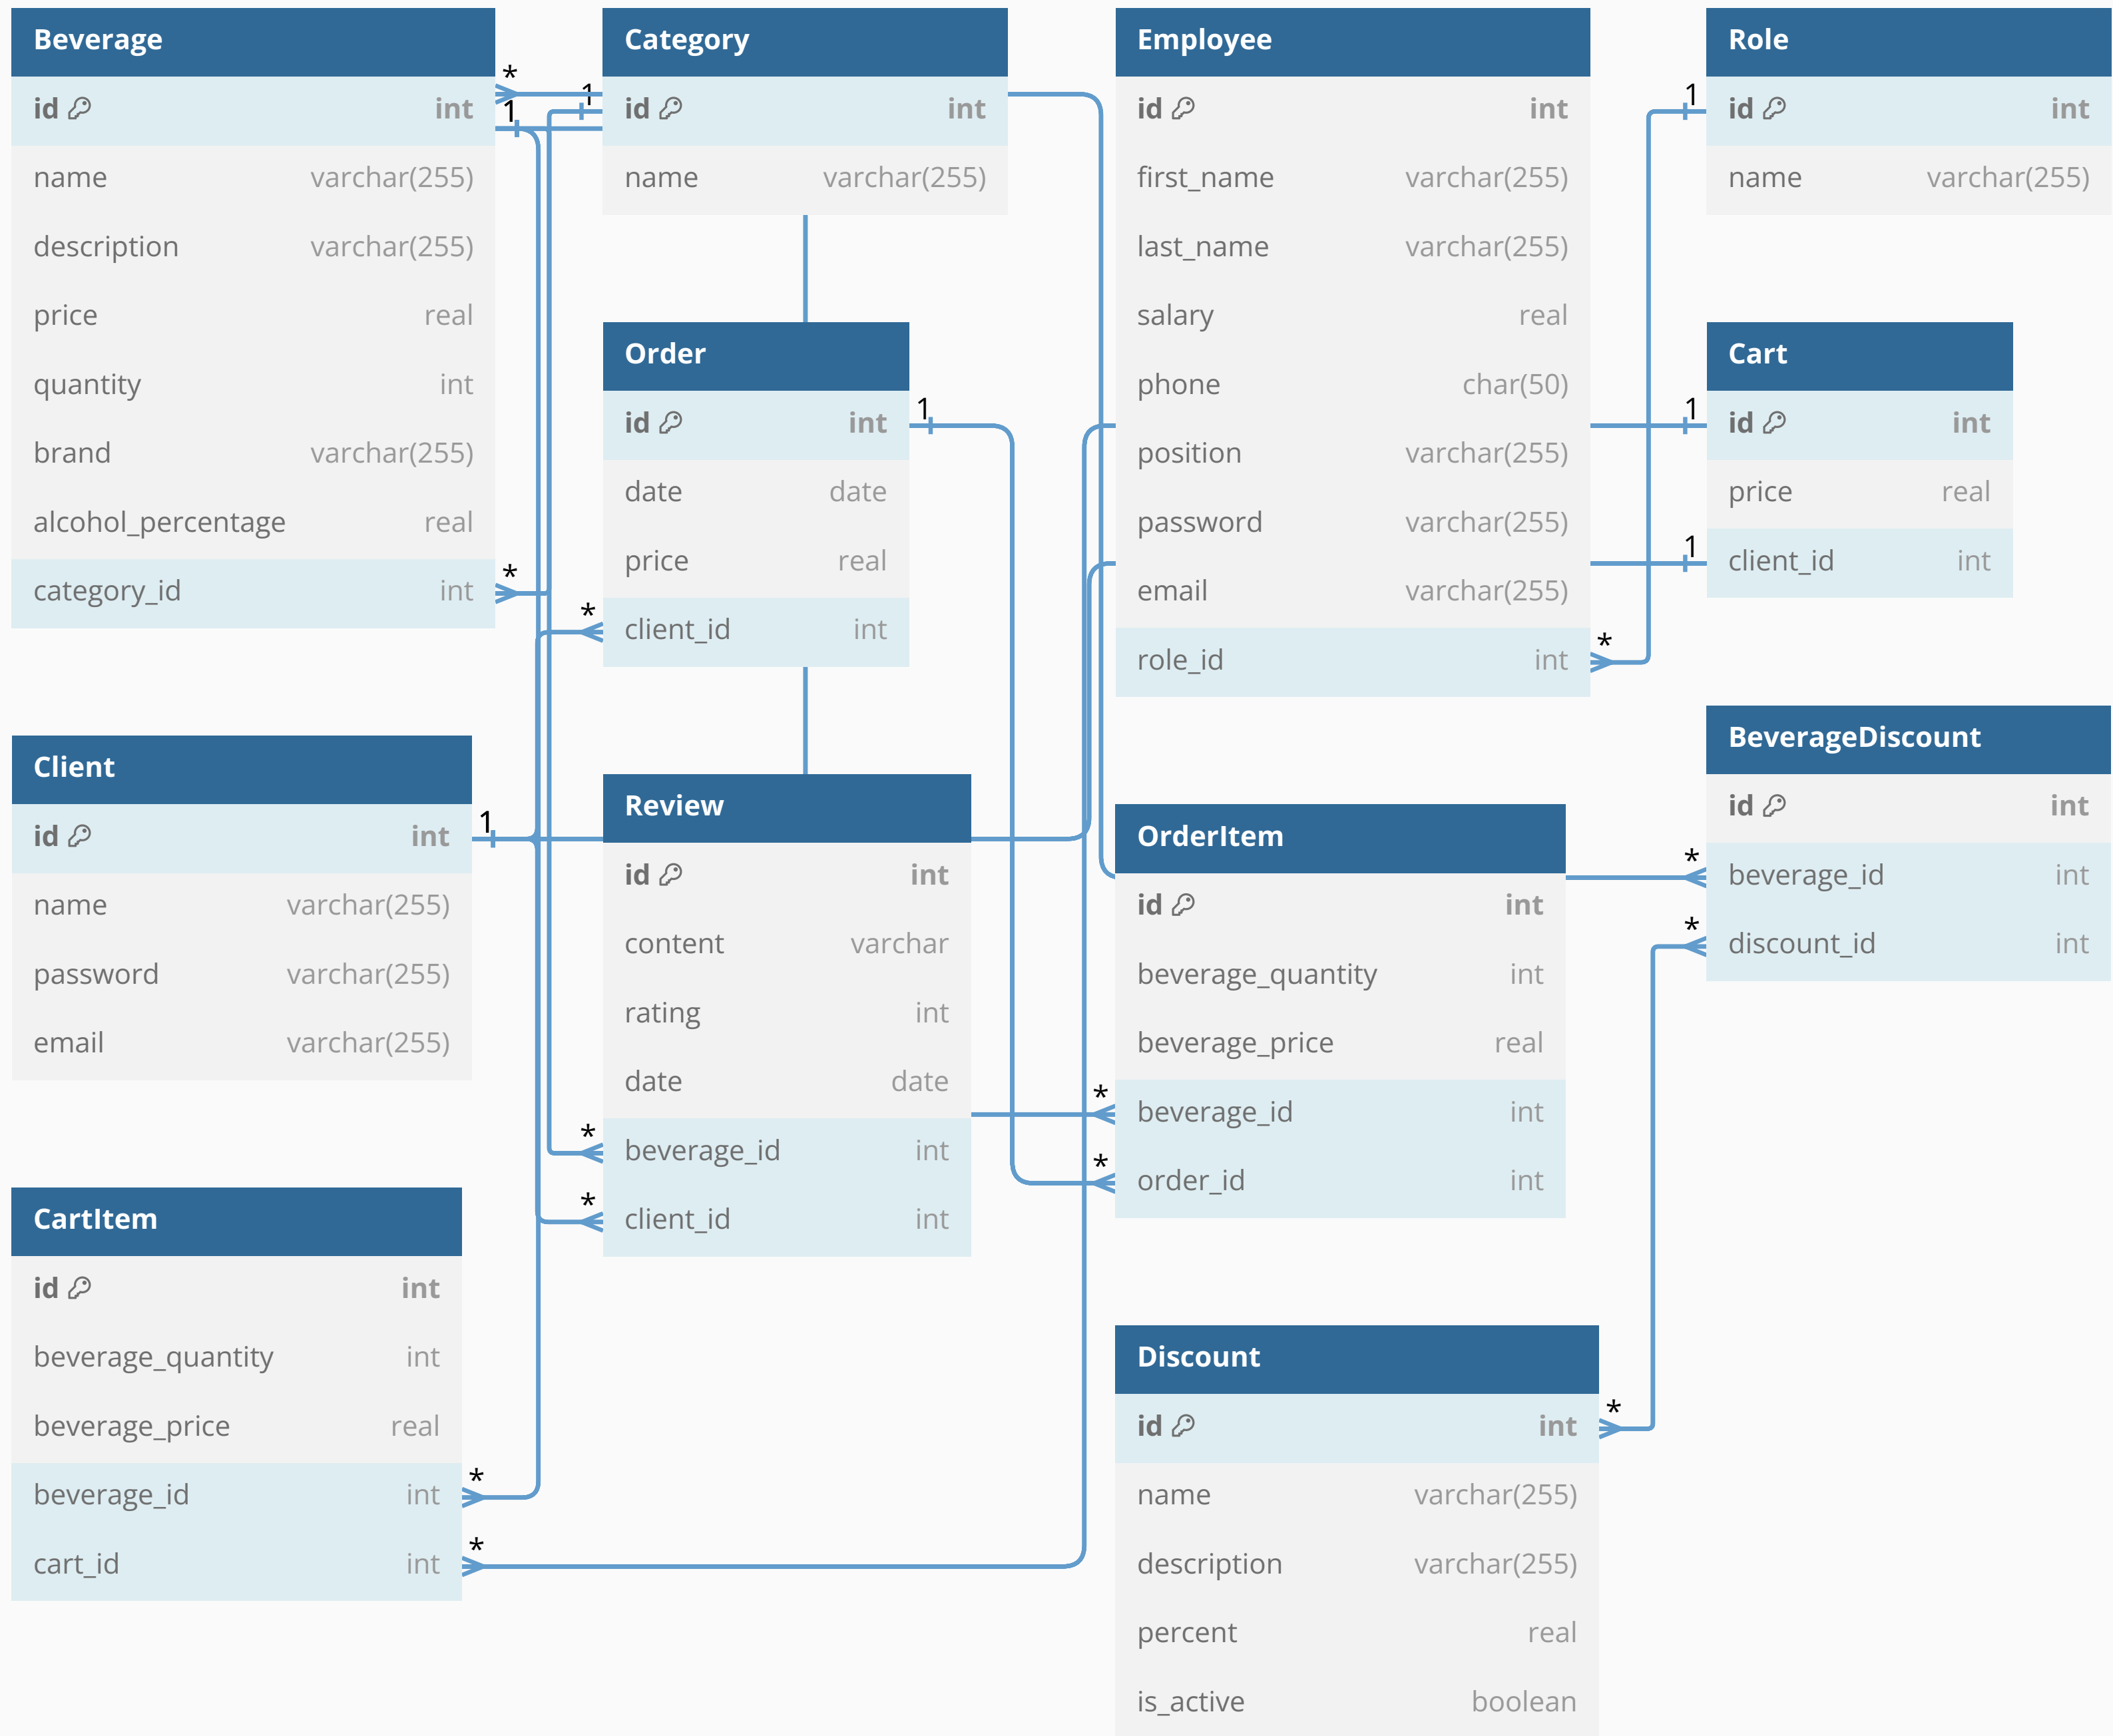 Beverage
id int
name varchar(255)
description varchar(255)
price real
quantity int
brand varchar(255)
alcohol_percentage real
category_id int
Category
id int
name varchar(255)
Employee
id int
first_name varchar(255)
last_name varchar(255)
salary real
phone char(50)
position varchar(255)
password varchar(255)
email varchar(255)
role_id int
Role
id int
name varchar(255)
Order
id int
date date
price real
client_id int
Cart
id int
price real
client_id int
Client
id int
name varchar(255)
password varchar(255)
email varchar(255)
Review
id int
content varchar
rating int
date date
beverage_id int
client_id int
OrderItem
id int
beverage_quantity int
beverage_price real
beverage_id int
order_id int
BeverageDiscount
id int
beverage_id int
discount_id int
CartItem
id int
beverage_quantity int
beverage_price real
beverage_id int
cart_id int
Discount
id int
name varchar(255)
description varchar(255)
percent real
is_active boolean
*
1
1
*
*
1
*
1
1
1
*
1
*
*
*
*
*
*
*
*
*